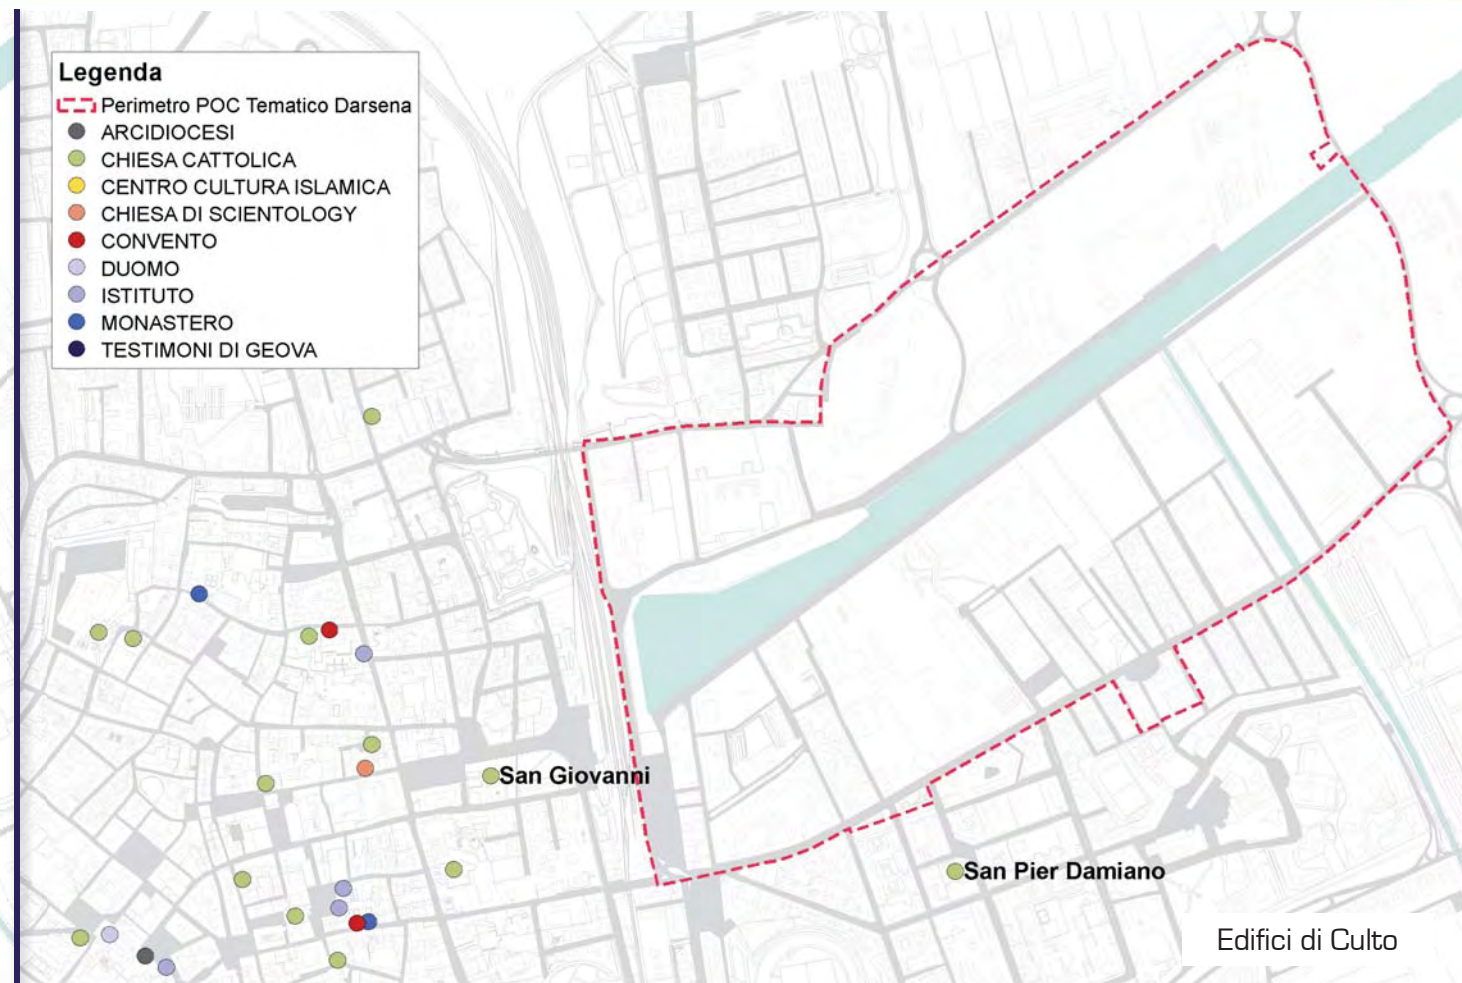 Legenda
Perimetro POC Tematico Darsena
ARCIDIOCESI
CHIESA CATTOLICA
CENTRO CULTURA ISLAMICA
CHIESA DI SCIENTOLOGY
CONVENTO
DUOMO
ISTITUTO
MONASTERO
TESTIMONI DI GEOVA
San Giovanni
San Pier Damiano
Edifici di Culto